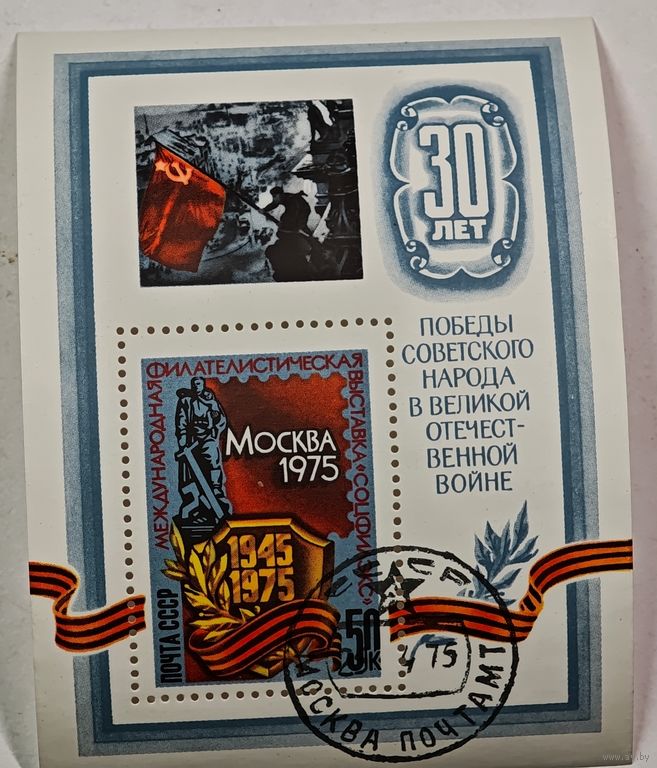 30
ЛЕТ
ПОБЕДЫ
СОВЕТСКОГО
НАРОДА
В ВЕЛИКОЙ
ОТЕЧЕСТ-
ВЕННОЙ
ВОЙНЕ
МЕЖДУНАРОДНАЯ ФИЛАТЕЛИСТИЧЕСКАЯ ВЫСТАВКА «СОЦФИЛЭКС»
МОСКВА
1975
1945
1975
ПОЧТА СССР
50
75
МОСКВА ПОЧТАМТ